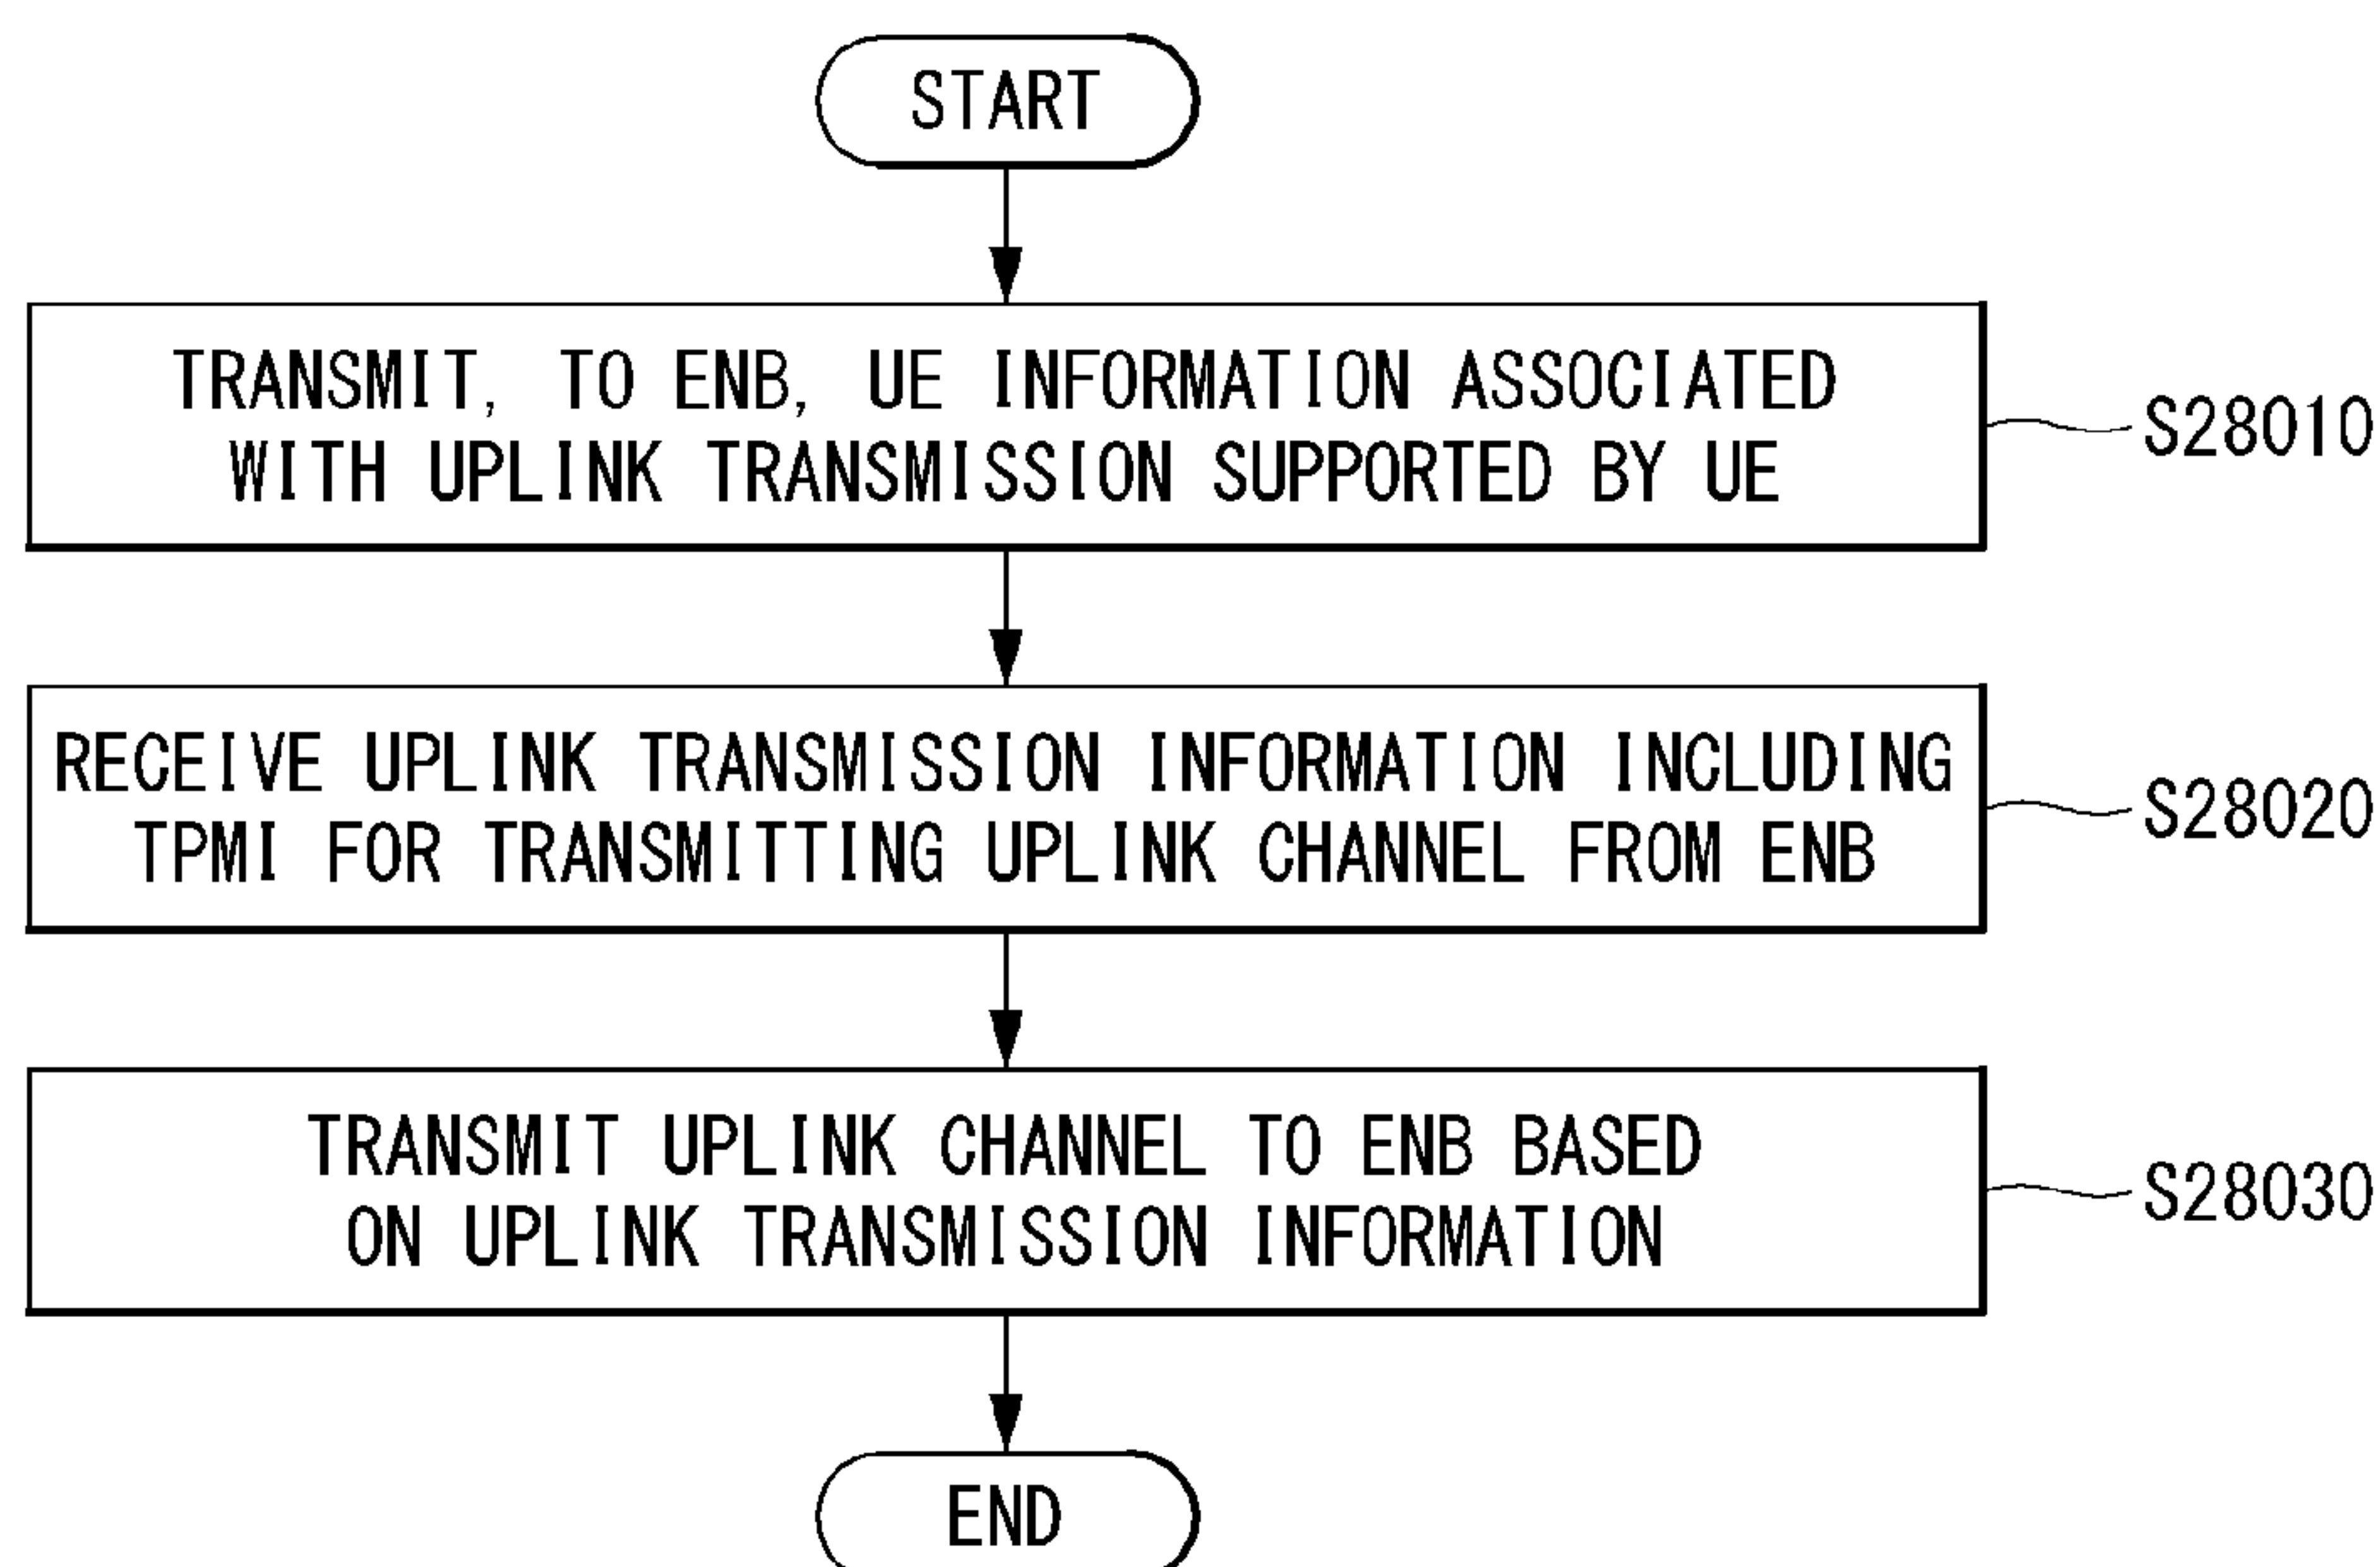 START
TRANSMIT, TO ENB, UE INFORMATION ASSOCIATED
WITH UPLINK TRANSMISSION SUPPORTED BY UE
S28010
RECEIVE UPLINK TRANSMISSION INFORMATION INCLUDING
TPMI FOR TRANSMITTING UPLINK CHANNEL FROM ENB
S28020
TRANSMIT UPLINK CHANNEL TO ENB BASED
ON UPLINK TRANSMISSION INFORMATION
S28030
END